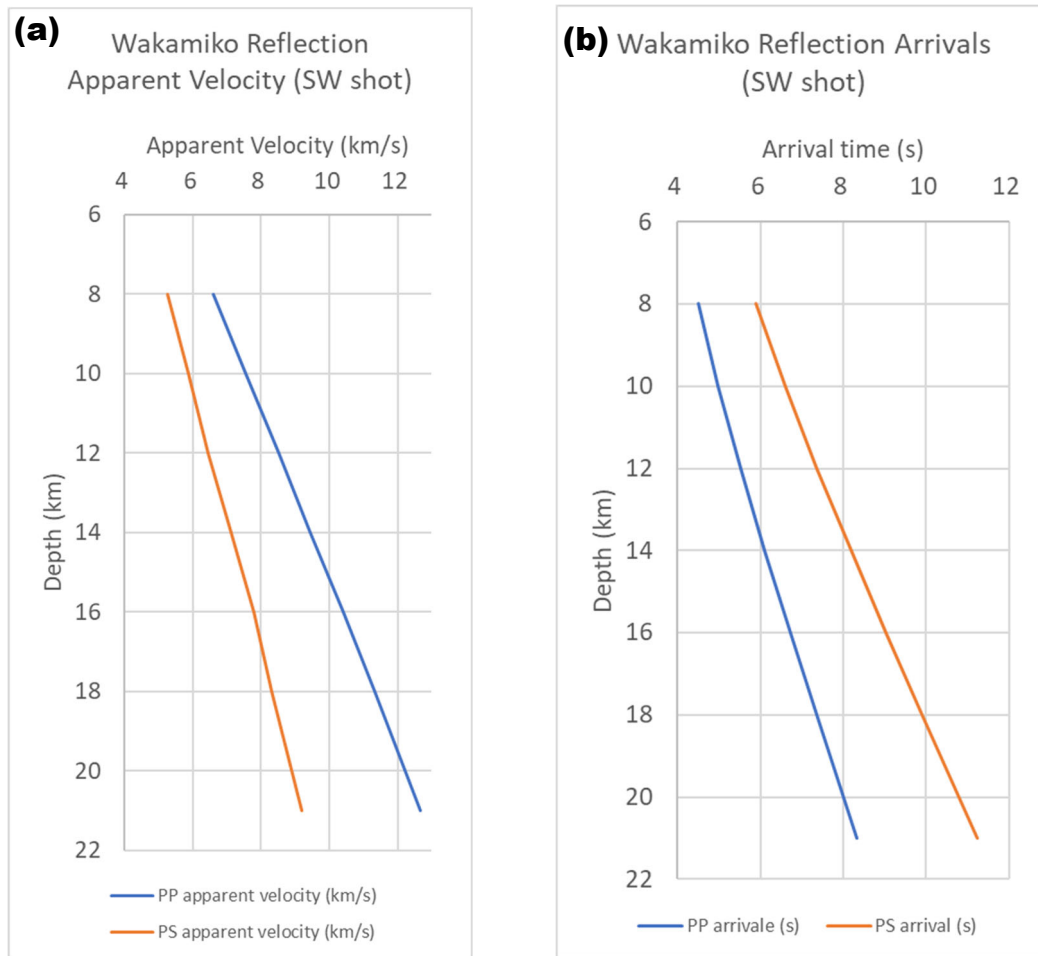 (a)
Wakamiko Reflection
Apparent Velocity (SW shot)
Apparent Velocity (km/s)
4 6 8 10 12
6
8
10
12
14
16
18
20
22
Depth (km)
PP apparent velocity (km/s)
PS apparent velocity (km/s)
(b) Wakamiko Reflection Arrivals
(SW shot)
Arrival time (s)
4 6 8 10 12
6
8
10
12
14
16
18
20
22
Depth (km)
PP arrivale (s) PS arrival (s)